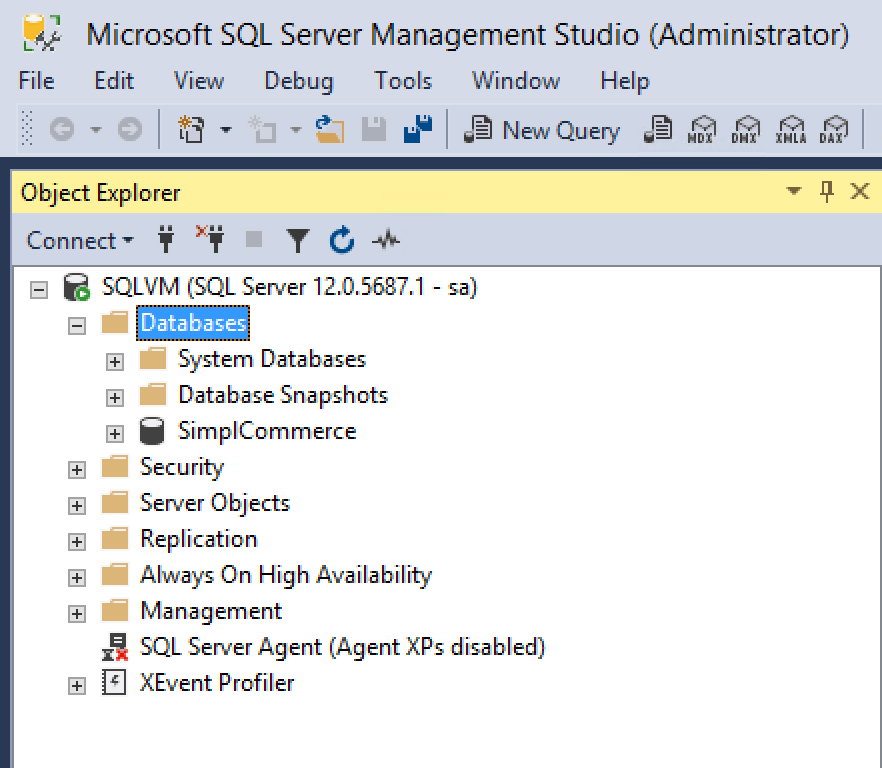 Microsoft SQL Server Management Studio (Administrator)
File Edit View Debug Tools Window Help
New Query MDX DMX XMLA DAX
Object Explorer
Connect
SQLVM (SQL Server 12.0.5687.1 - sa)
Databases
System Databases
Database Snapshots
SimplCommerce
Security
Server Objects
Replication
Always On High Availability
Management
SQL Server Agent (Agent XPs disabled)
XEvent Profiler